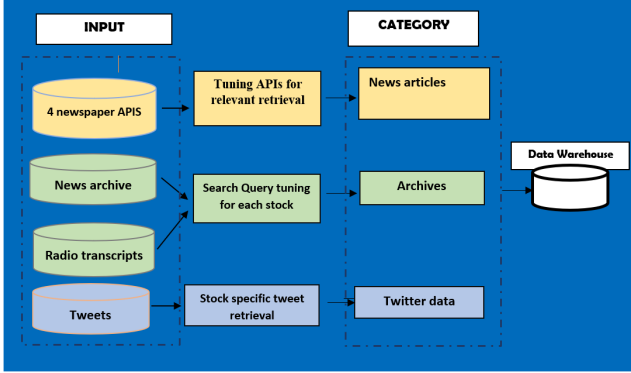 INPUT
CATEGORY
4 newspaper APIS
Tuning APIs for
relevant retrieval
News articles
Data Warehouse
News archive
Search Query tuning
for each stock
Archives
Radio transcripts
Tweets
Stock specific tweet
retrieval
Twitter data